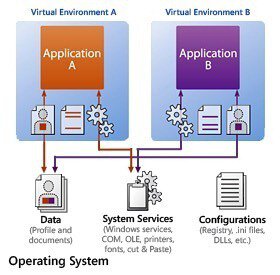 Virtual Environment A
Virtual Environment B
Application
A
Application
B
Data
(Profile and
documents)
System Services
(Windows services,
COM, OLE, printers,
fonts, cut & Paste)
Configurations
(Registry, .ini files,
DLLs, etc.)
Operating System